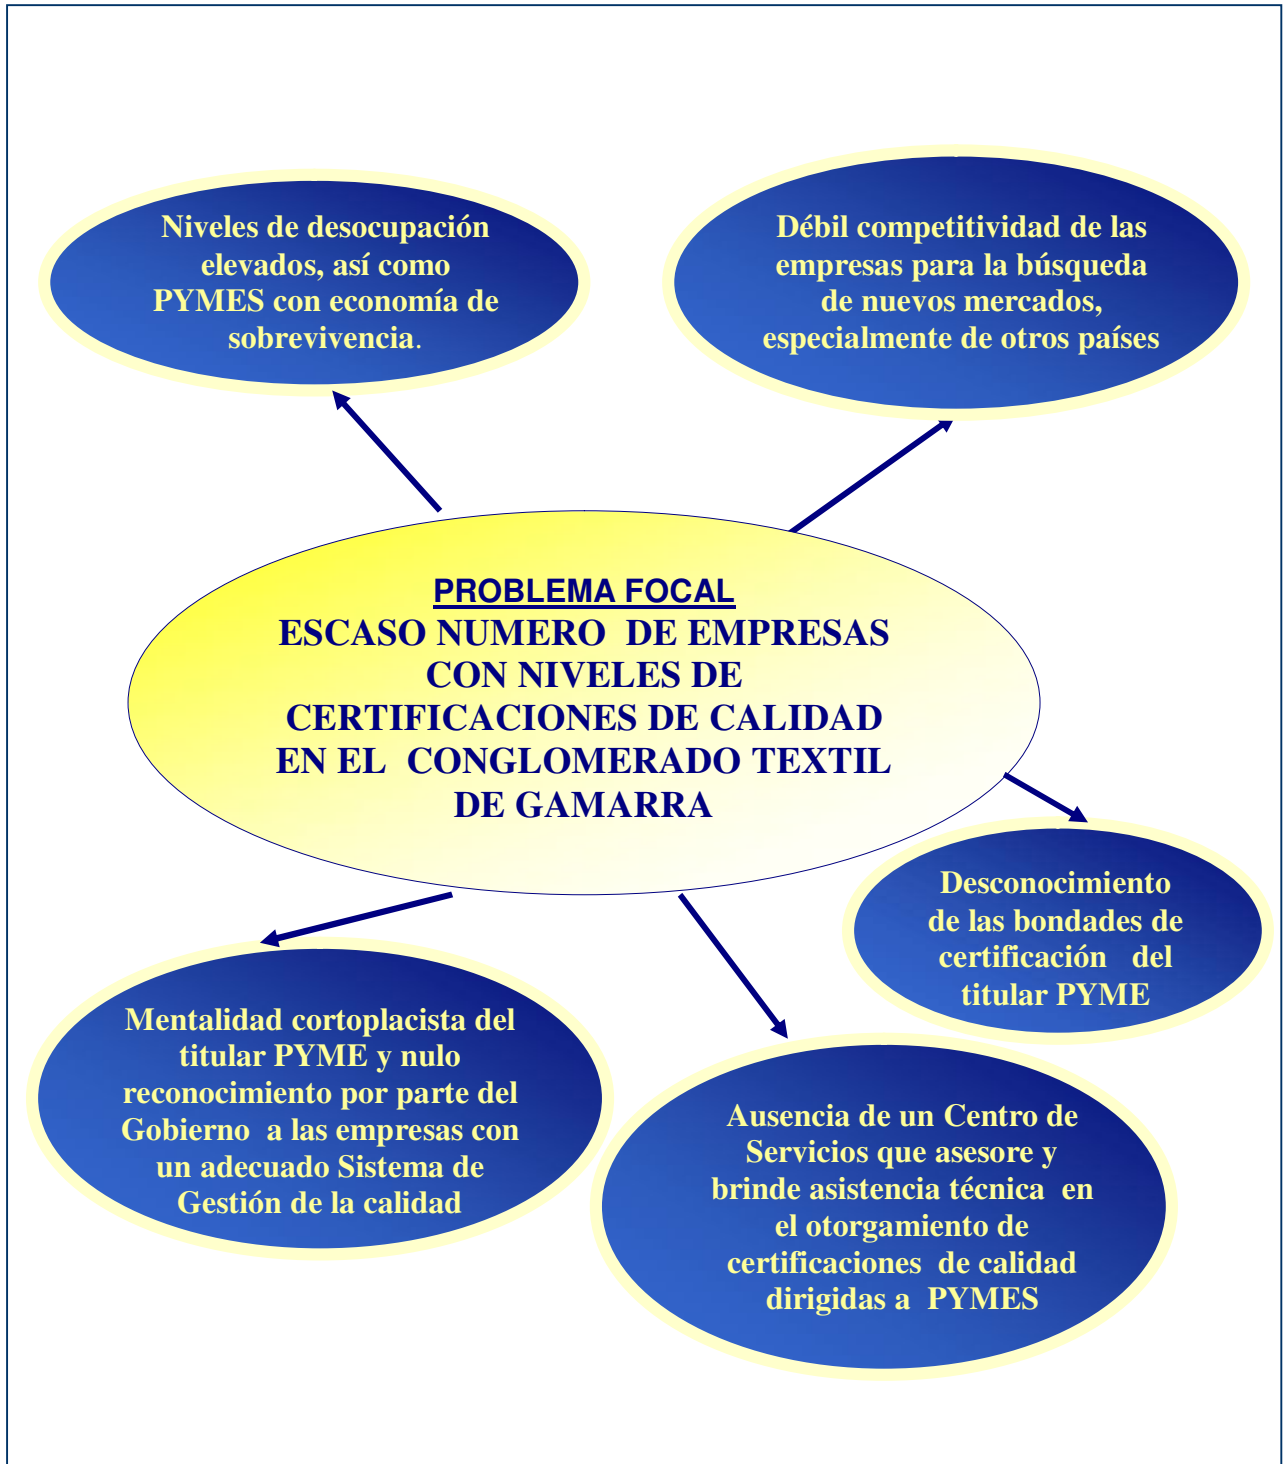 Niveles de desocupación
elevados, así como
PYMES con economía de
sobrevivencia.
Débil competitividad de las
empresas para la búsqueda
de nuevos mercados,
especialmente de otros países
PROBLEMA FOCAL
ESCASO NUMERO DE EMPRESAS
CON NIVELES DE
CERTIFICACIONES DE CALIDAD
EN EL CONGLOMERADO TEXTIL
DE GAMARRA
Desconocimiento
de las bondades de
certificación del
titular PYME
Mentalidad cortoplacista del
titular PYME y nulo
reconocimiento por parte del
Gobierno a las empresas con
un adecuado Sistema de
Gestión de la calidad
Ausencia de un Centro de
Servicios que asesore y
brinde asistencia técnica en
el otorgamiento de
certificaciones de calidad
dirigidas a PYMES